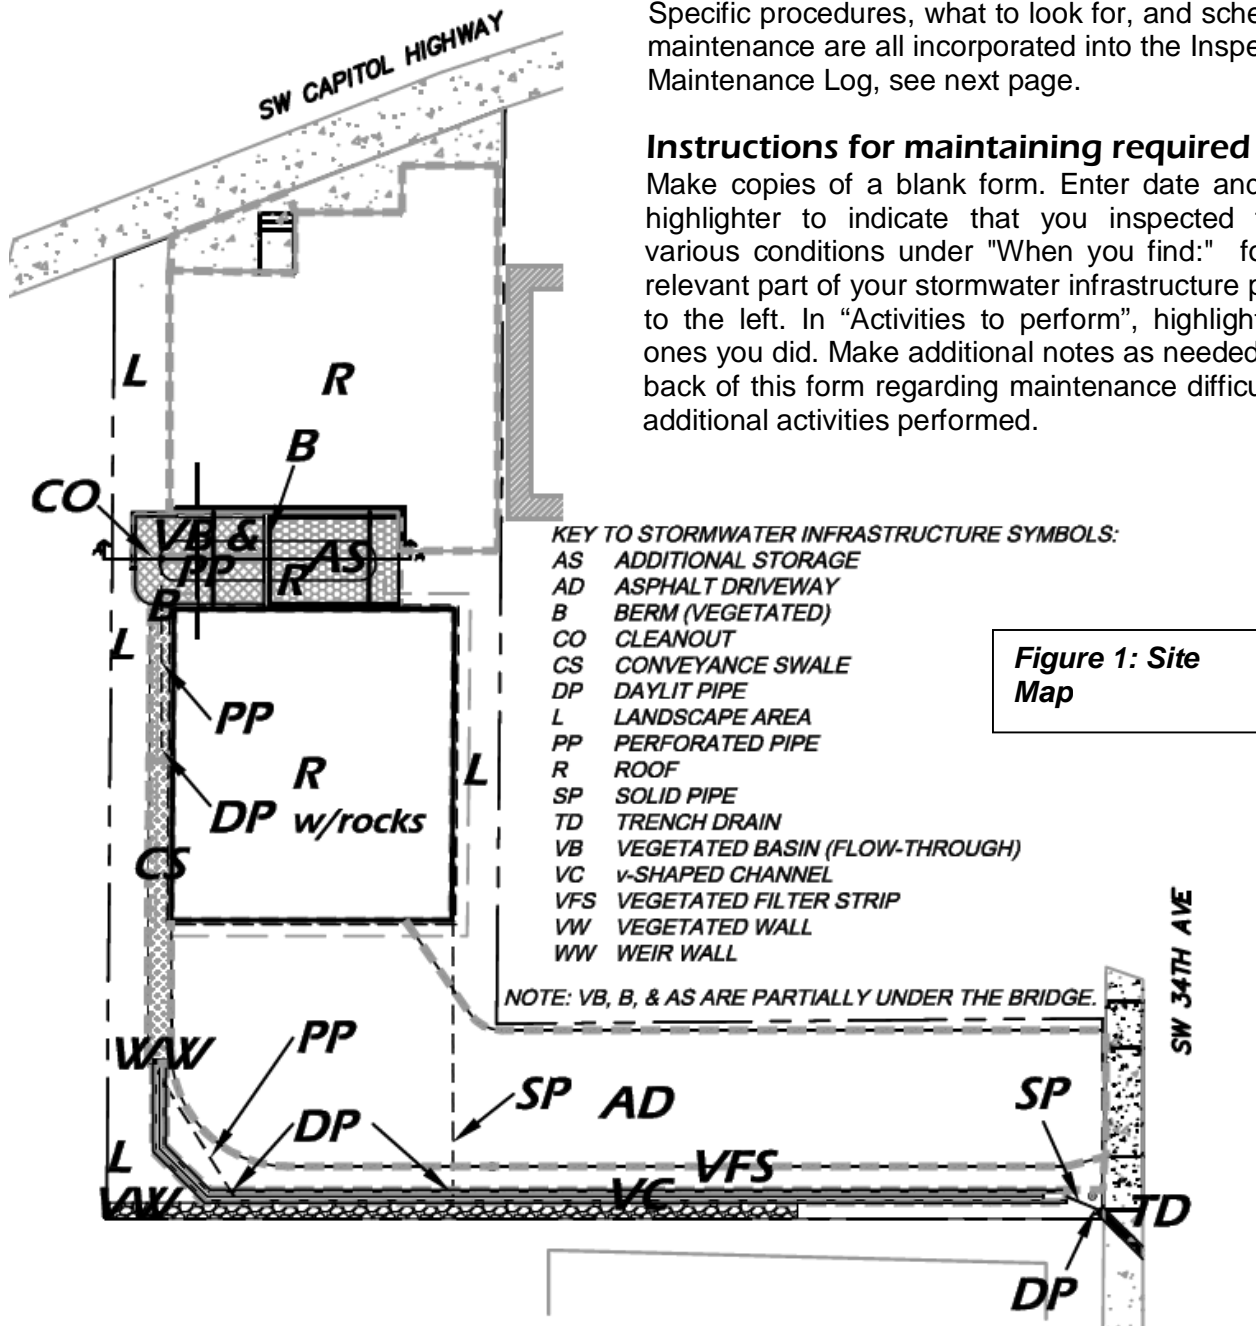 Specific procedures, what to look for, and sche
maintenance are all incorporated into the Inspe
Maintenance Log, see next page.
Instructions for maintaining required
Make copies of a blank form. Enter date and
highlighter to indicate that you inspected
various conditions under "When you find:" fo
relevant part of your stormwater infrastructure p
to the left. In “Activities to perform”, highlight
ones you did. Make additional notes as needed
back of this form regarding maintenance difficu
additional activities performed.
SW CAPITOL HIGHWAY
L
R
B
CO
VB &
PP
AS
R
B
L
PP
R
w/rocks
DP
L
CS
KEY TO STORMWATER INFRASTRUCTURE SYMBOLS:
AS ADDITIONAL STORAGE
AD ASPHALT DRIVEWAY
B BERM (VEGETATED)
CO CLEANOUT
CS CONVEYANCE SWALE
DP DAYLIT PIPE
L LANDSCAPE AREA
PP PERFORATED PIPE
R ROOF
SP SOLID PIPE
TD TRENCH DRAIN
VB VEGETATED BASIN (FLOW-THROUGH)
VC v-SHAPED CHANNEL
VFS VEGETATED FILTER STRIP
VW VEGETATED WALL
WW WEIR WALL
NOTE: VB, B, & AS ARE PARTIALLY UNDER THE BRIDGE.
Figure 1: Site
Map
SW 34TH AVE
WW
PP
SP
AD
SP
DP
L
VFS
VW
VC
TD
DP